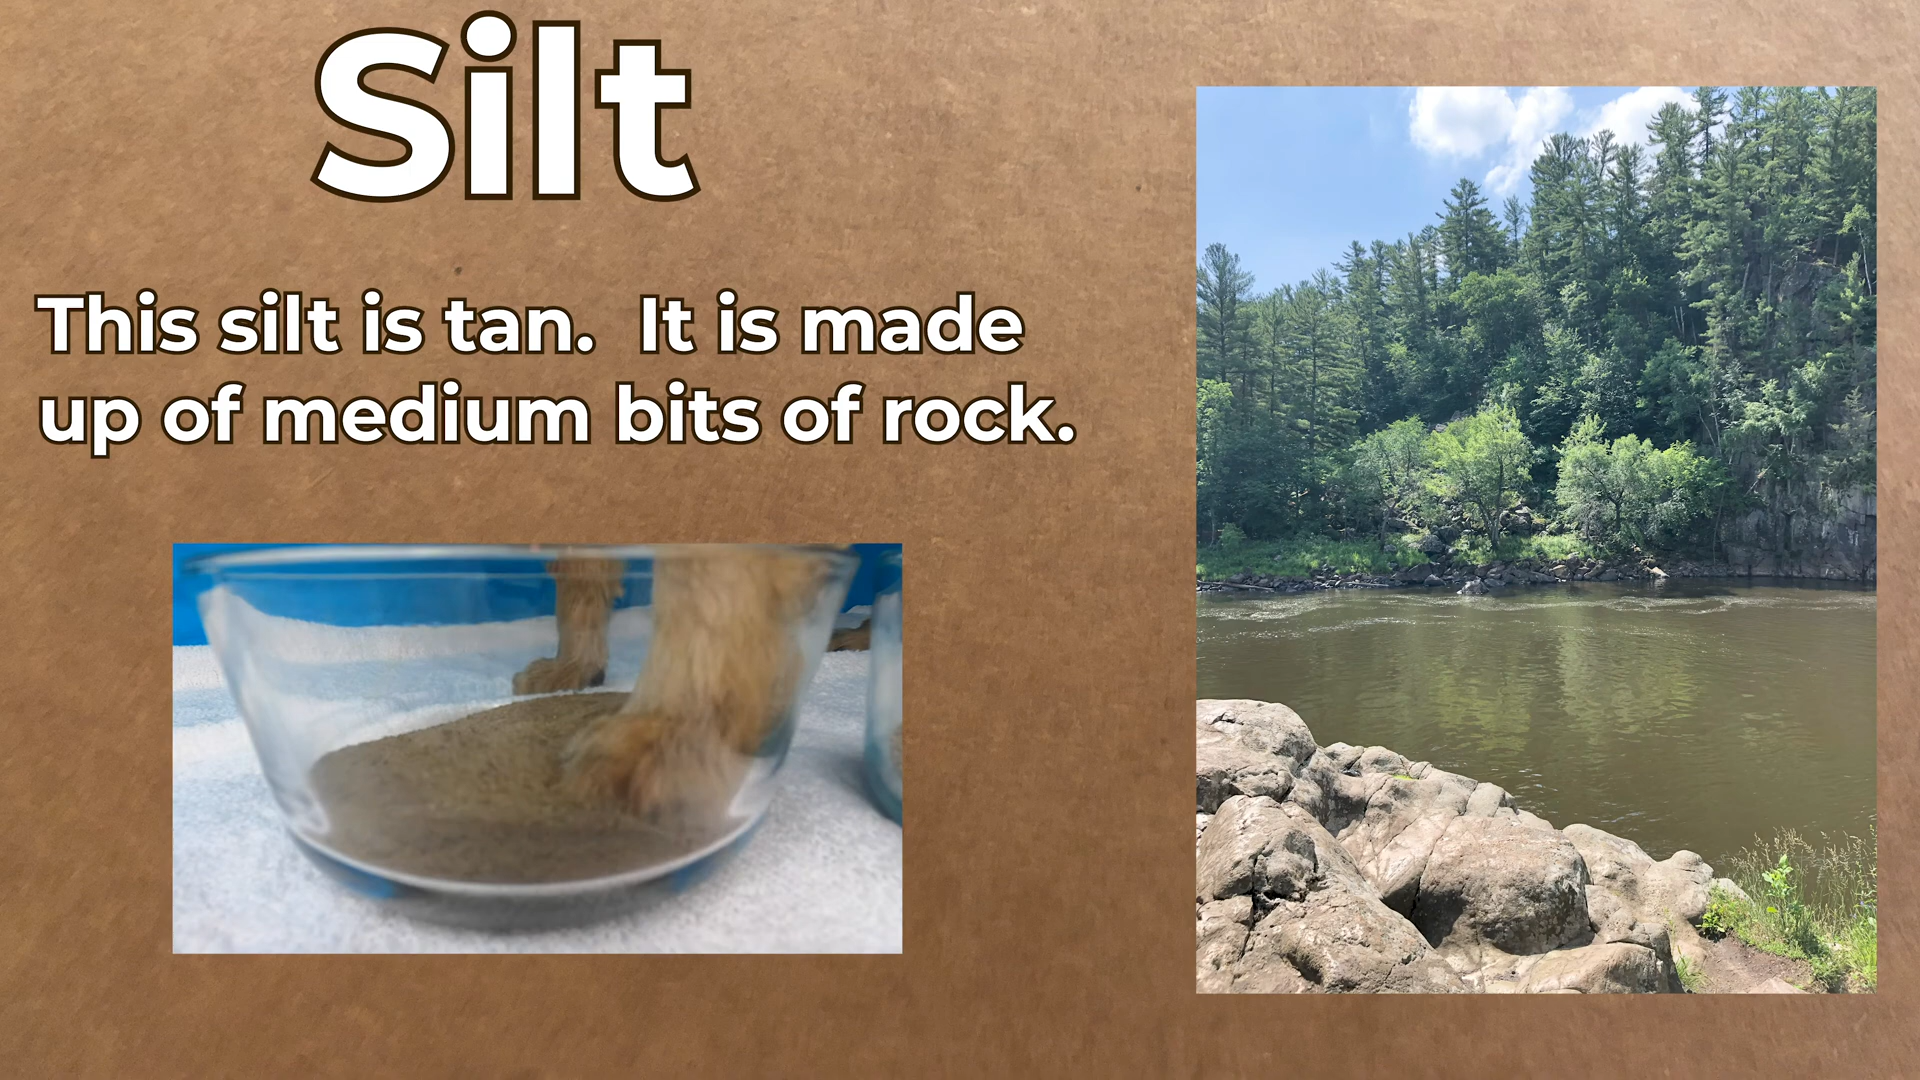 Silt
This silt is tan.  It is made
up of medium bits of rock.